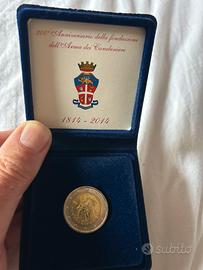 200° Anniversario della fondazione
dell'Arma dei Carabinieri
1814 - 2014
subito